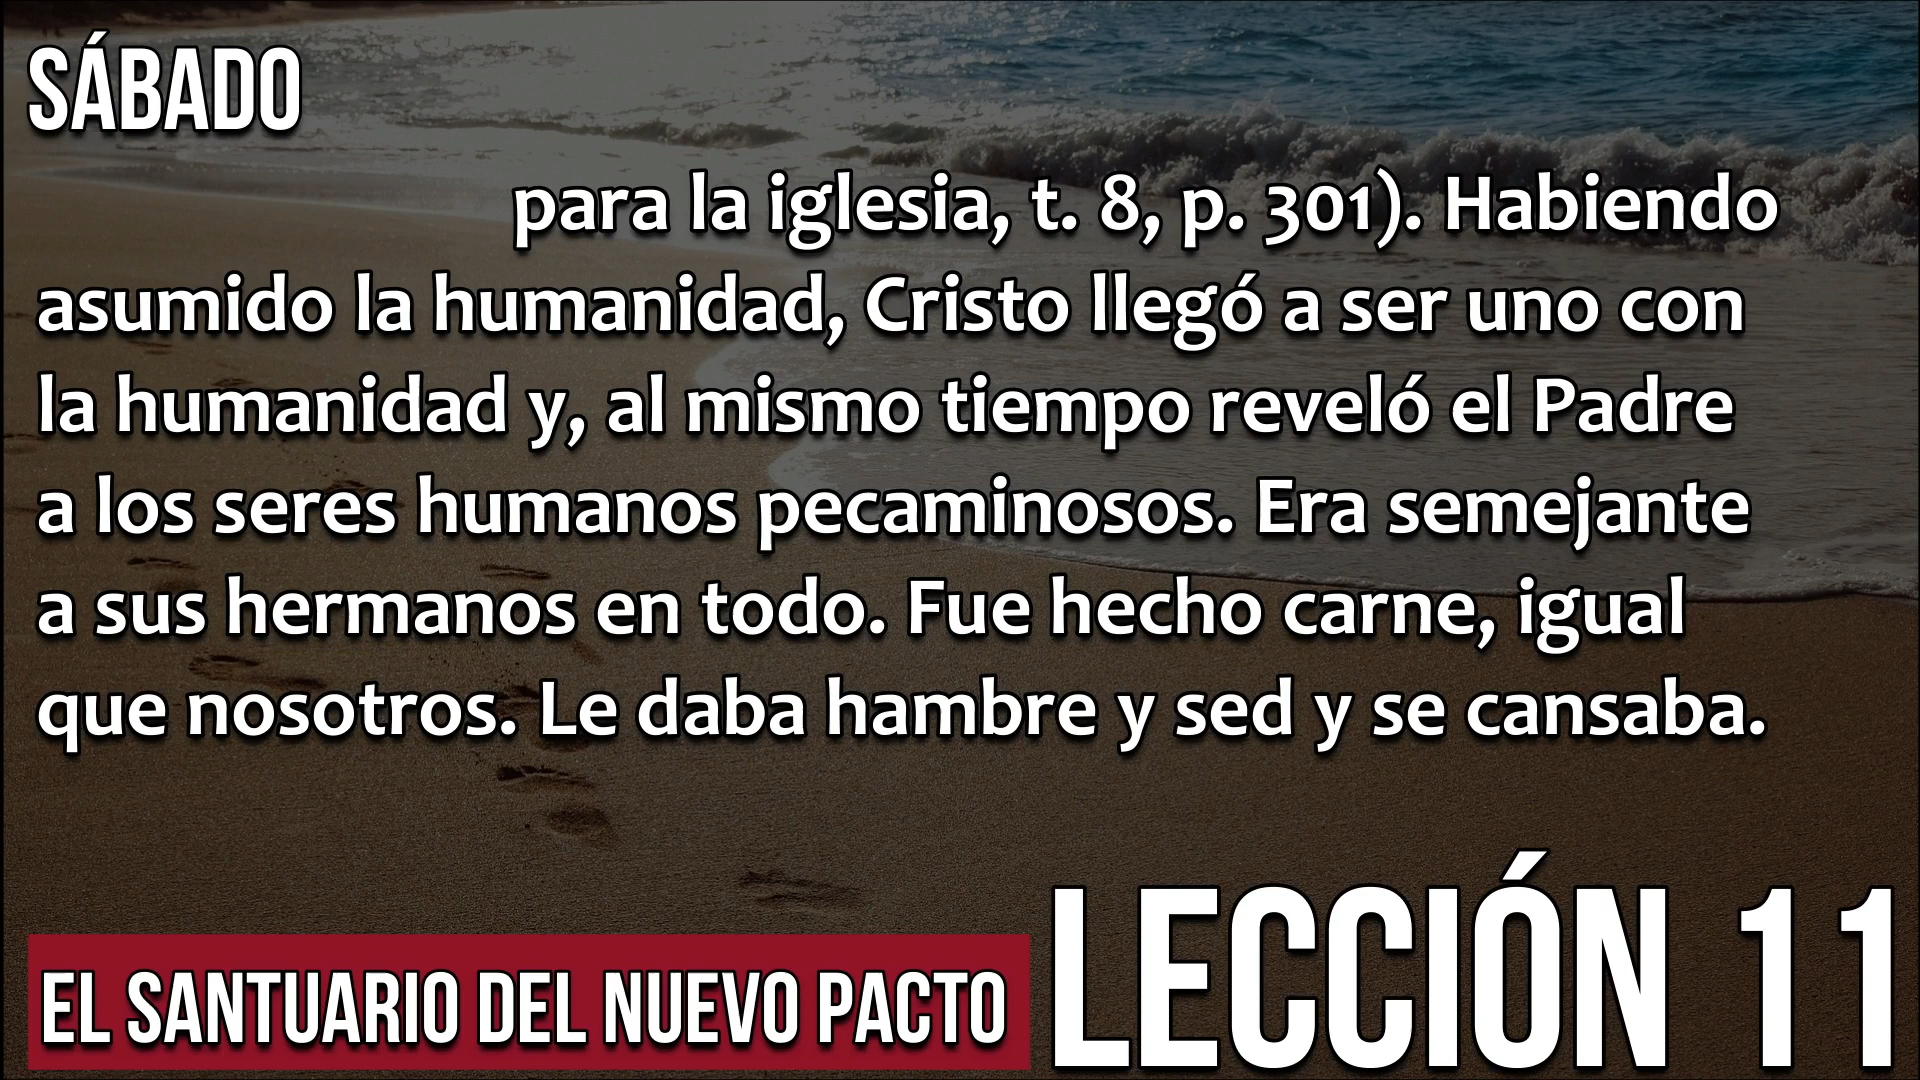 SÁBADO
para la iglesia, t. 8, p. 301). Habiendo
asumido la humanidad, Cristo llegó a ser uno con
la humanidad y, al mismo tiempo reveló el Padre
a los seres humanos pecaminosos. Era semejante
a sus hermanos en todo. Fue hecho carne, igual
que nosotros. Le daba hambre y sed y se cansaba.
EL SANTUARIO DEL NUEVO PACTO
LECCIÓN 11